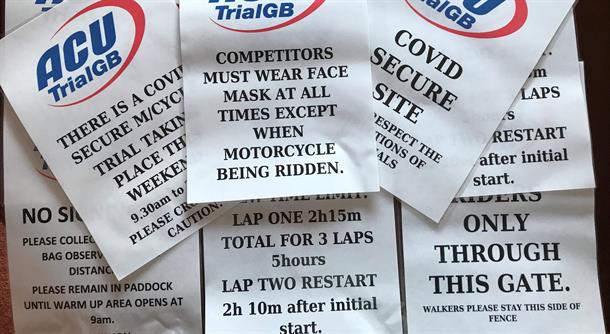 ACU
TrialGB
THERE IS A COVID
SECURE M/CYCLE
TRIAL TAKING
PLACE THIS
WEEKEND
9.30am to
PLEASE
CAUTION.
ACU
TrialGB
COMPETITORS
MUST WEAR FACE
MASK AT ALL
TIMES EXCEPT
WHEN
MOTORCYCLE
BEING RIDDEN.
ACU
TrialGB
COVID
SECURE
SITE
RESPECT THE
OF
LAPS
RESTART
after initial
start.
NO
PLEASE
BAG
DISTANC
PLEASE REMAIN IN PADDOCK
UNTIL WARM UP AREA OPENS AT
9am.
TIME LIMIT:
LAP ONE 2h15m
TOTAL FOR 3 LAPS
5hours
LAP TWO RESTART
2h 10m after initial
start.
RIDERS
ONLY
THROUGH
THIS GATE.
WALKERS PLEASE STAY THIS SIDE OF
FENCE